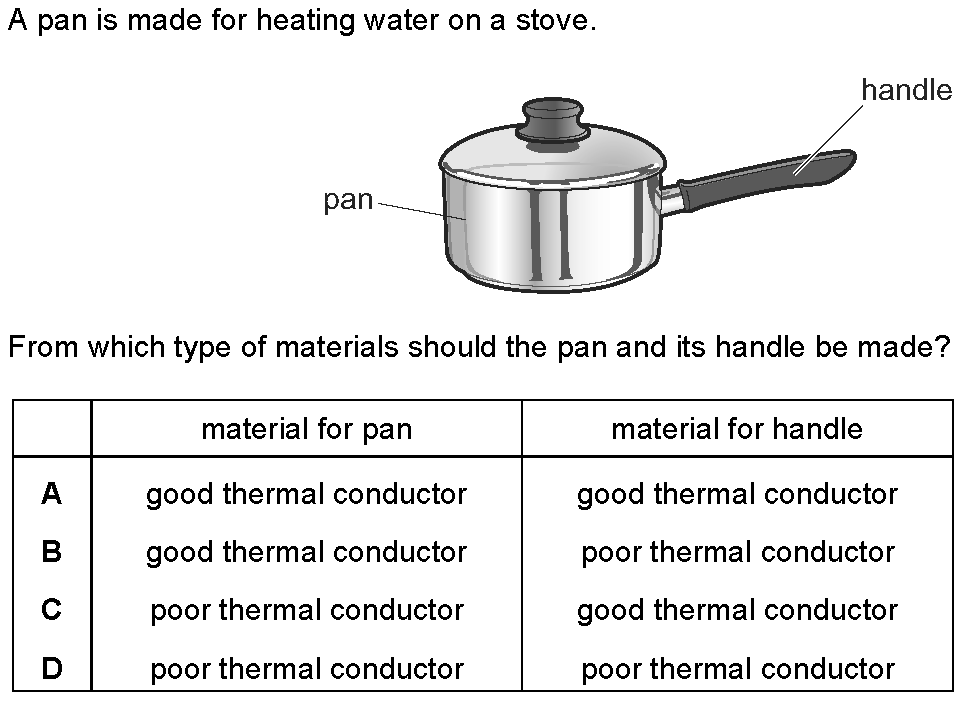 A pan is made for heating water on a stove.
handle
pan
From which type of materials should the pan and its handle be made?
material for pan material for handle
A good thermal conductor good thermal conductor
B good thermal conductor poor thermal conductor
C poor thermal conductor good thermal conductor
D poor thermal conductor poor thermal conductor